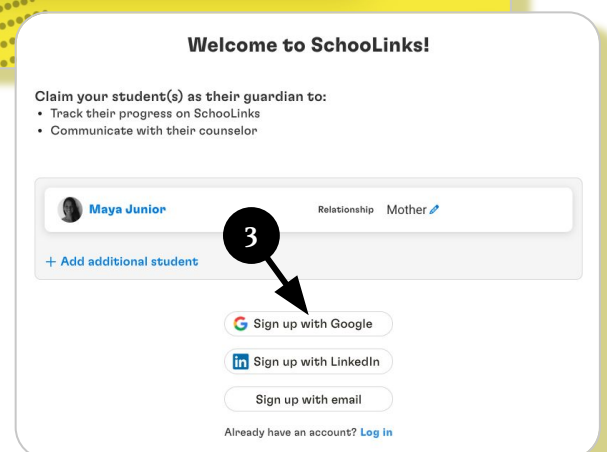 Welcome to SchooLinks!
Claim your student(s) as their guardian to:
• Track their progress on SchooLinks
• Communicate with their counselor
Maya Junior Relationship Mother
3
+ Add additional student
Sign up with Google
in Sign up with LinkedIn
Sign up with email
Already have an account? Log in